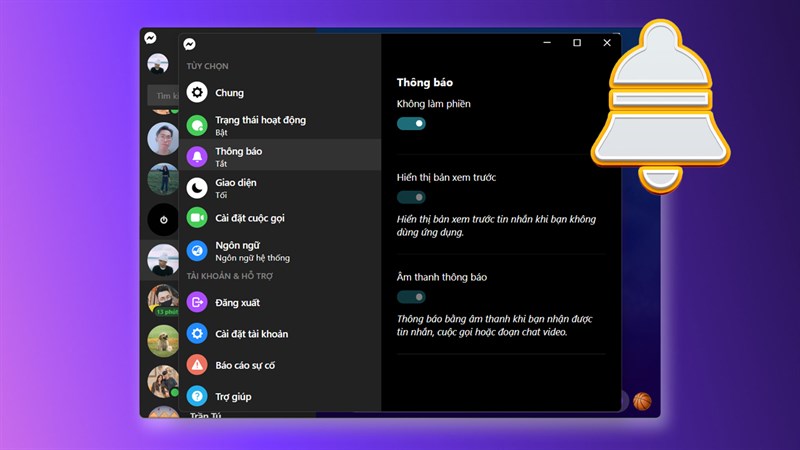 TÙY CHỌN
Chung
Trạng thái hoạt động
Bật
Thông báo
Tắt
Giao diện
Tối
Cài đặt cuộc gọi
Ngôn ngữ
Ngôn ngữ hệ thống
TÀI KHOẢN & HỖ TRỢ
Đăng xuất
Cài đặt tài khoản
Báo cáo sự cố
Trợ giúp
Tìm ki
13 phút
Trần Tú
Thông báo
Không làm phiền
Hiển thị bản xem trước
Hiển thị bản xem trước tin nhắn khi bạn không
dùng ứng dụng.
Âm thanh thông báo
Thông báo bằng âm thanh khi bạn nhận được
tin nhắn, cuộc gọi hoặc đoạn chat video.